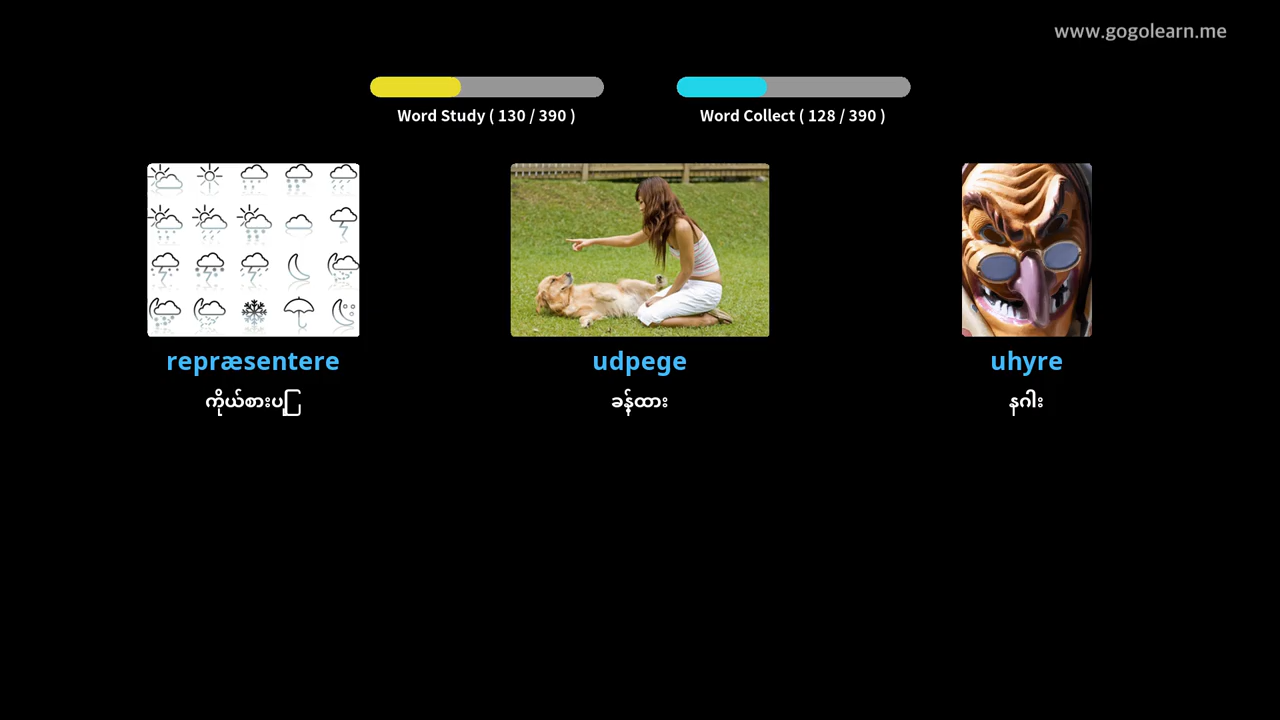 www.gogolearn.me
Word Study ( 130 / 390 )
Word Collect ( 128 / 390 )
repræsentere
udpege
uhyre
ကိုယ်စားပြု
ခန့်ထား
နဂါး